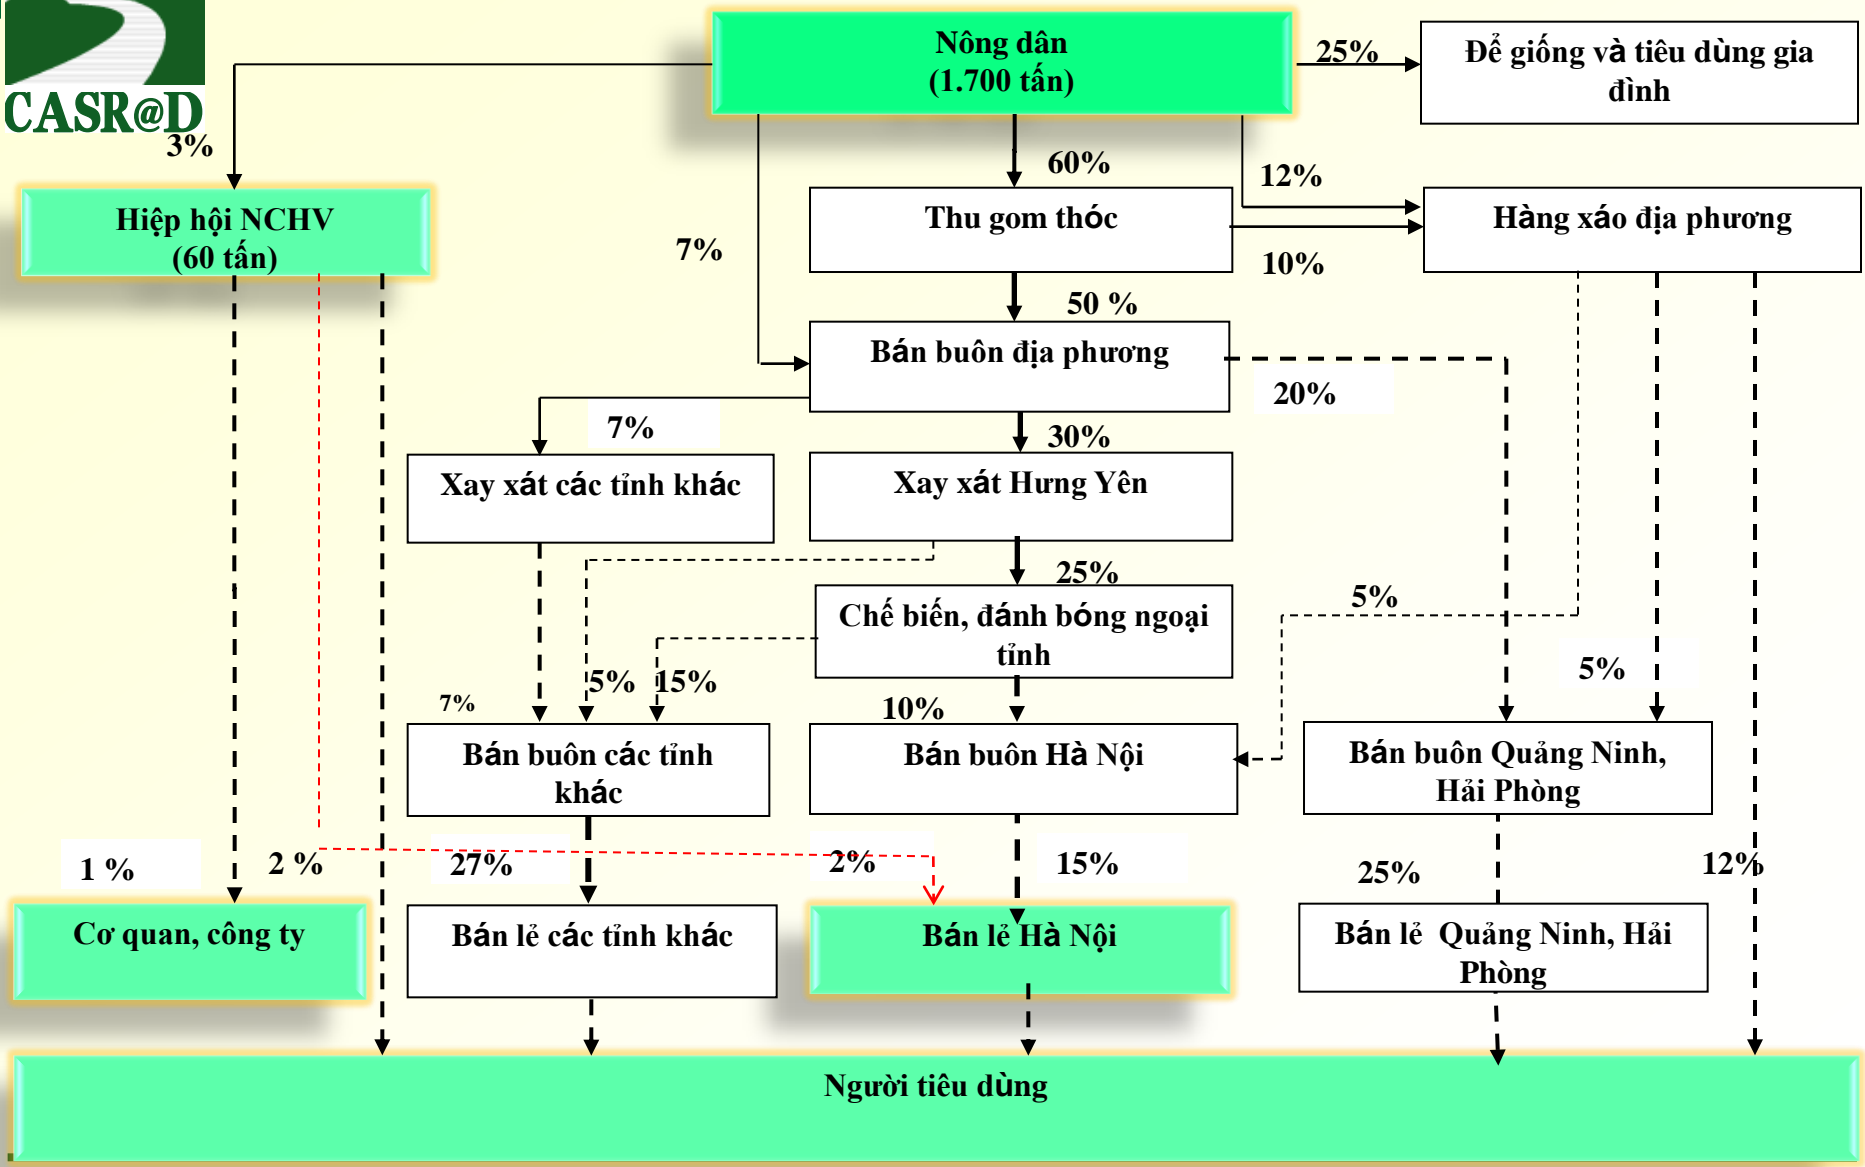 CASR@D
Nông dân
(1.700 tấn)
25%
Để giống và tiêu dùng gia
đình
3%
60%
12%
Hiệp hội NCHV
(60 tấn)
Thu gom thóc
Hàng xáo địa phương
7%
10%
50 %
Bán buôn địa phương
20%
7%
30%
Xay xát các tỉnh khác
Xay xát Hưng Yên
25%
5%
Chế biến, đánh bóng ngoại
tỉnh
5%
15%
5%
7%
10%
Bán buôn các tỉnh
khác
Bán buôn Hà Nội
Bán buôn Quảng Ninh,
Hải Phòng
1 %
2 %
27%
2%
15%
25%
12%
Cơ quan, công ty
Bán lẻ các tỉnh khác
Bán lẻ Hà Nội
Bán lẻ Quảng Ninh, Hải
Phòng
Người tiêu dùng